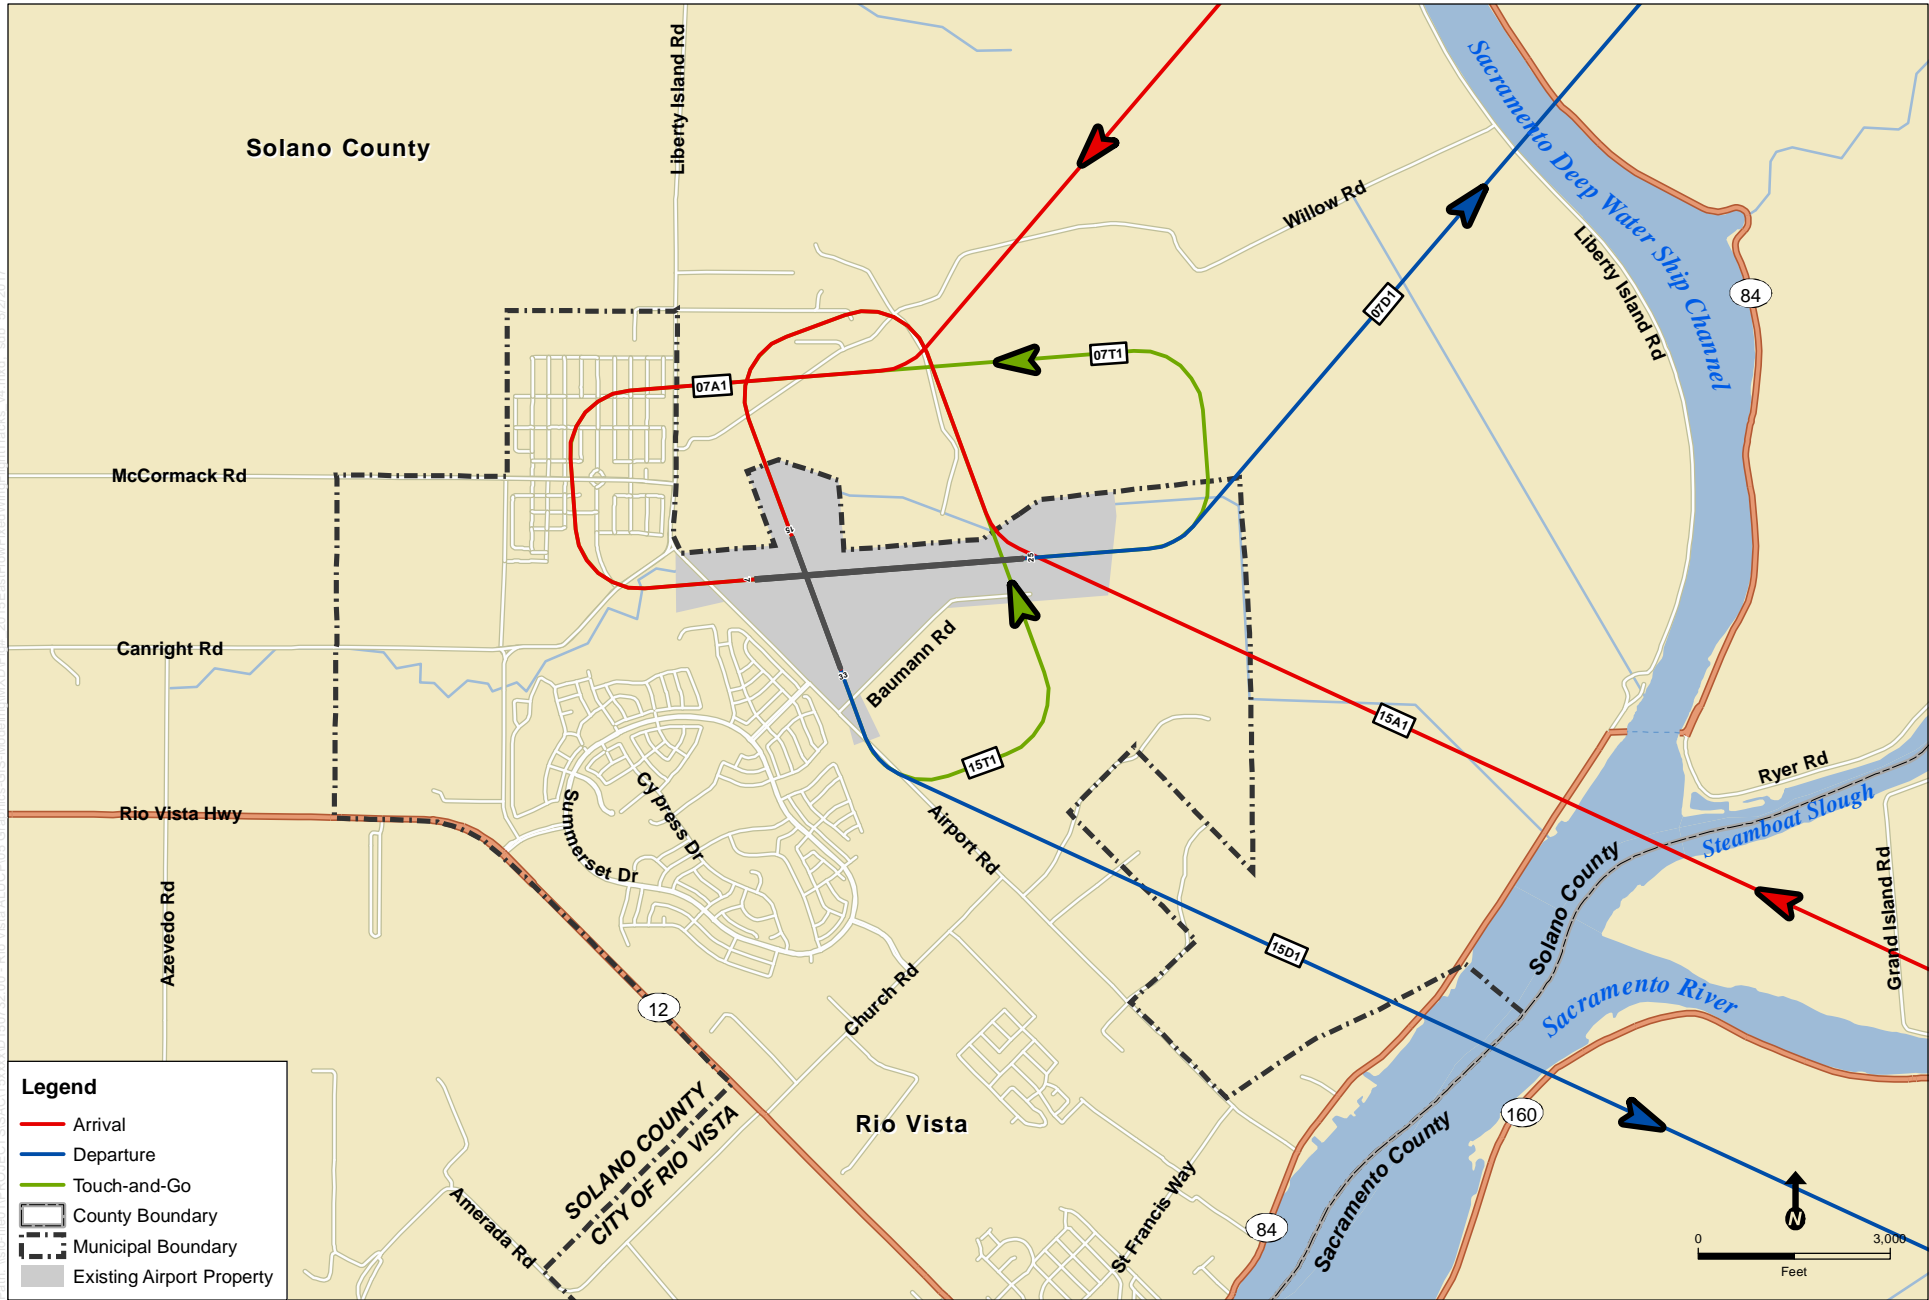 Liberty Island Rd
Solano County
Sacramento Deep Water Ship Channel
Willow Rd
Liberty Island Rd
84
07D1
07T1
07A1
McCormack Rd
15
25
7
33
Canright Rd
Baumann Rd
15A1
15T1
Ryer Rd
Steamboat Slough
Rio Vista Hwy
Cypress Dr
Summerset Dr
Airport Rd
Azevedo Rd
Solano County
Grand Island Rd
15D1
Church Rd
Sacramento River
12
SOLANO COUNTY
CITY OF RIO VISTA
Rio Vista
160
Sacramento County
St Francis Way
84
Amerada Rd
Legend
Arrival
Departure
Touch-and-Go
County Boundary
Municipal Boundary
Existing Airport Property
N
0 3,000
Feet